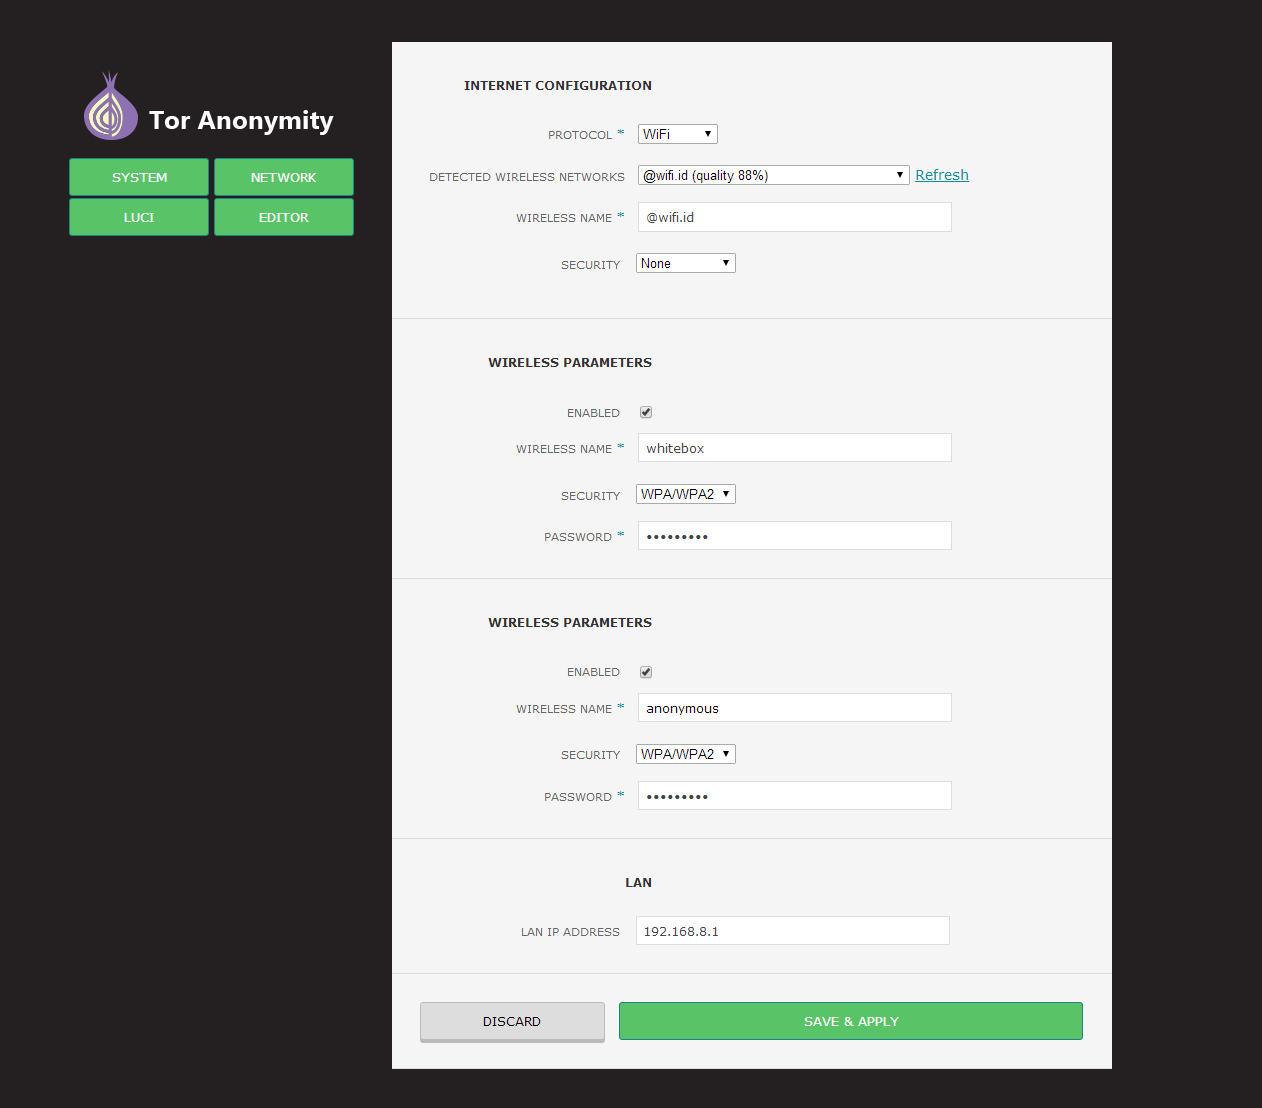 Tor Anonymity
SYSTEM
NETWORK
LUCI
EDITOR
INTERNET CONFIGURATION
PROTOCOL * WiFi
DETECTED WIRELESS NETWORKS @wifi.id (quality 88%) Refresh
WIRELESS NAME * @wifi.id
SECURITY None
WIRELESS PARAMETERS
ENABLED
WIRELESS NAME * whitebox
SECURITY WPA/WPA2
PASSWORD * •••••••••
WIRELESS PARAMETERS
ENABLED
WIRELESS NAME * anonymous
SECURITY WPA/WPA2
PASSWORD * •••••••••
LAN
LAN IP ADDRESS 192.168.8.1
DISCARD
SAVE & APPLY